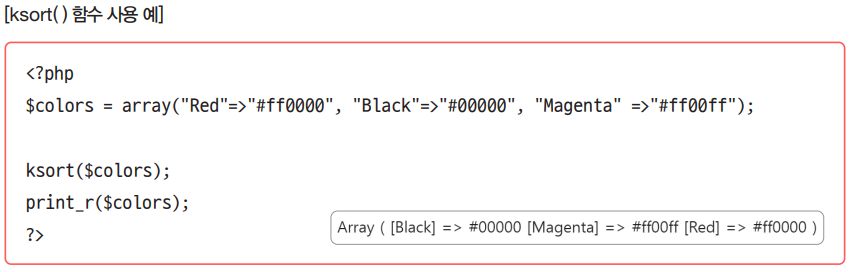 [ksort( ) 함수 사용 예]
<?php
$colors = array("Red"=>"#ff0000", "Black"=>"#00000", "Magenta" =>"#ff00ff");
ksort($colors);
print_r($colors);
?>
Array ( [Black] => #00000 [Magenta] => #ff00ff [Red] => #ff0000 )